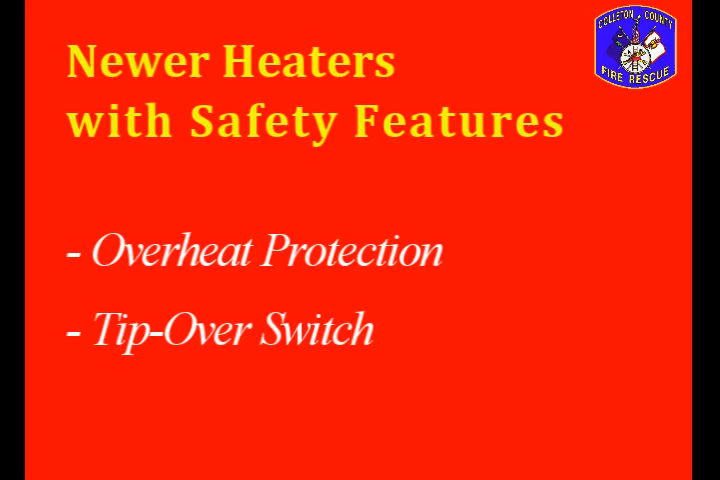 COLLETON COUNTY
FIRE RESCUE
Newer Heaters
with Safety Features
- Overheat Protection
- Tip-Over Switch